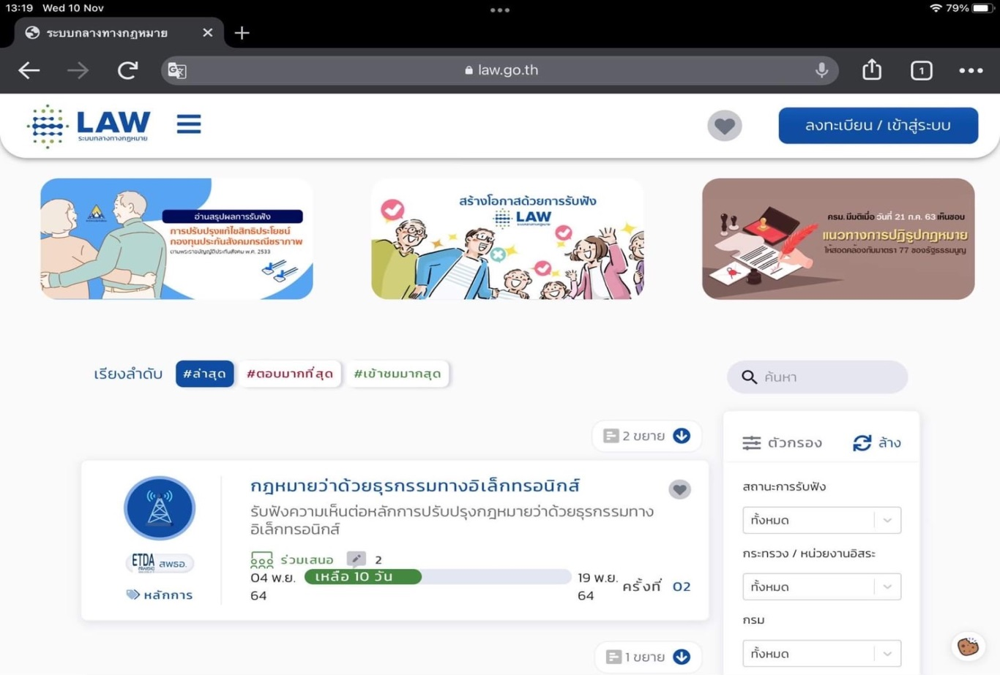 13:19 Wed 10 Nov
79%
ระบบกลางทางกฎหมาย
law.go.th
1
LAW
ระบบกลางทางกฎหมาย
ลงทะเบียน / เข้าสู่ระบบ
อ่านสรุปผลการรับฟัง
การปรับปรุงแก้ไขสิทธิประโยชน์
กองทุนประกันสังคมกรณีชราภาพ
ตามพระราชบัญญัติประกันสังคม พ.ศ. 2533
สร้างโอกาสด้วยการรับฟัง
LAW
ครม. มีมติเมื่อ วันที่ 21 ก.ค. 63 เห็นชอบ
แนวทางการปฏิรูปกฎหมาย
ให้สอดคล้องกับมาตรา 77 ของรัฐธรรมนูญ
เรียงลำดับ #ล่าสุด #ตอบมากที่สุด #เข้าชมมากสุด
ค้นหา
2 ขยาย
ตัวกรอง ล้าง
กฎหมายว่าด้วยธุรกรรมทางอิเล็กทรอนิกส์
รับฟังความเห็นต่อหลักการปรับปรุงกฎหมายว่าด้วยธุรกรรมทาง
อิเล็กทรอนิกส์
ETDA สพธอ.
หลักการ
ร่วมเสนอ 2
04 พ.ย. 64
เหลือ 10 วัน
19 พ.ย. 64
ครั้งที่ 02
สถานะการรับฟัง
ทั้งหมด
กระทรวง / หน่วยงานอิสระ
ทั้งหมด
กรม
ทั้งหมด
1 ขยาย